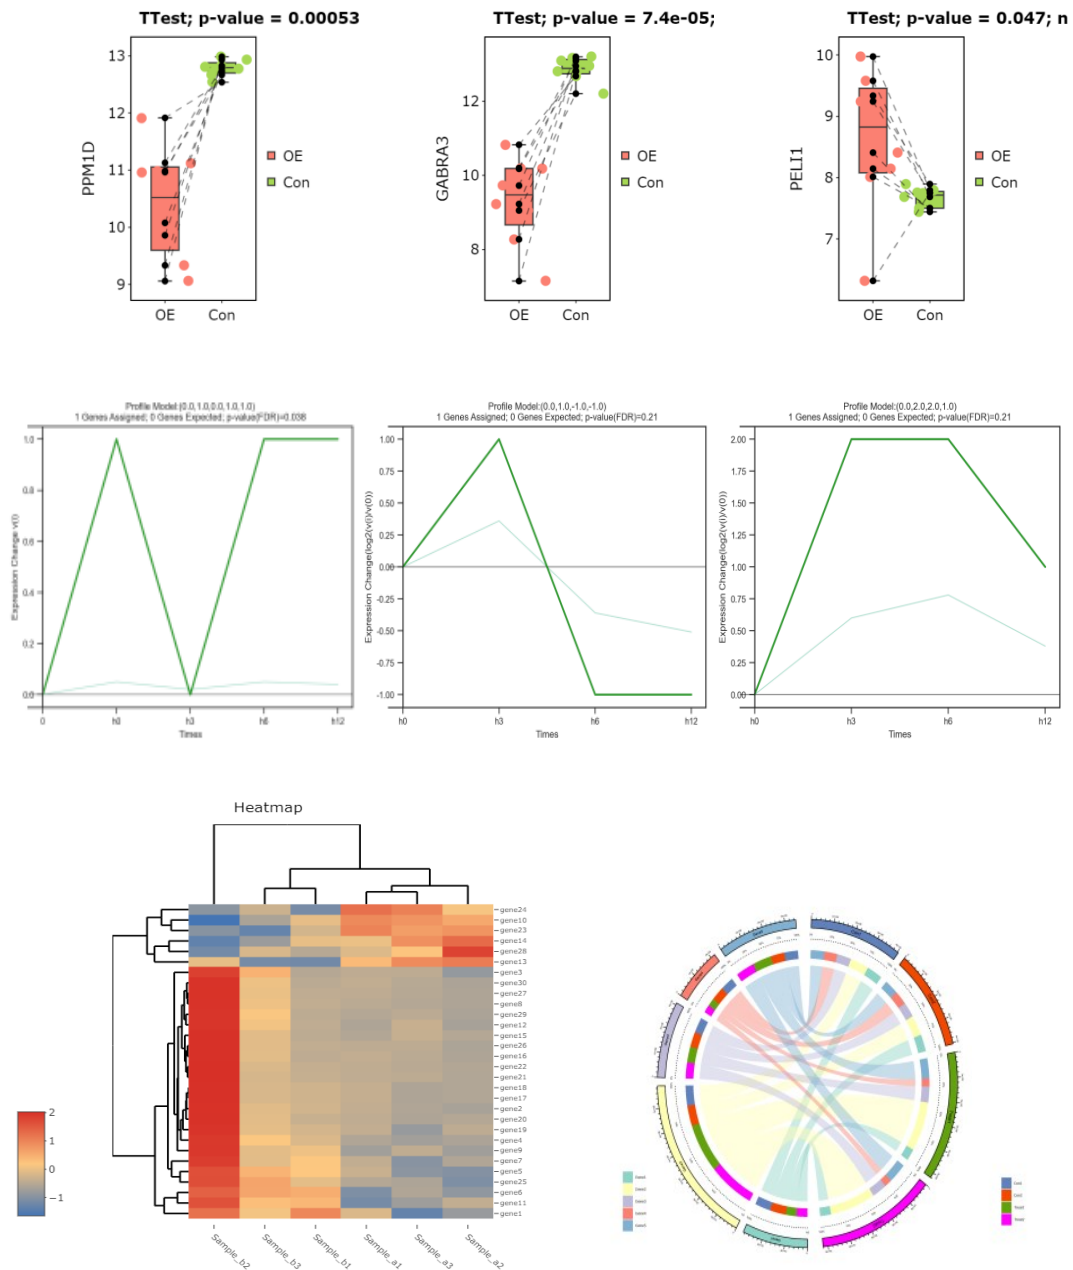 TTest; p-value = 0.00053
TTest; p-value = 7.4e-05;
TTest; p-value = 0.047; n
13
12
11
10
9
PPM1D
OE
Con
OE
Con
12
10
8
GABRA3
OE
Con
OE
Con
10
9
8
7
PELI1
OE
Con
OE
Con
Profile Model:(0.0,1.0,0.0,1.0,1.0)
1 Genes Assigned; 0 Genes Expected; p-value(FDR)=0.038
1.0
0.8
0.6
0.4
0.2
0.0
Expression Change v(i)
0
h0
h3
h6
h12
Times
Profile Model:(0.0,1.0,-1.0,-1.0)
1 Genes Assigned; 0 Genes Expected; p-value(FDR)=0.21
1.00
0.75
0.50
0.25
0.00
-0.25
-0.50
-0.75
-1.00
Expression Change(log2(v(i)/v(0))
h0
h3
h6
h12
Times
Profile Model:(0.0,2.0,2.0,1.0)
1 Genes Assigned; 0 Genes Expected; p-value(FDR)=0.21
2.00
1.75
1.50
1.25
1.00
0.75
0.50
0.25
0.00
Expression Change(log2(v(i)/v(0))
h0
h3
h6
h12
Times
Heatmap
gene24
gene10
gene23
gene14
gene28
gene13
gene3
gene30
gene27
gene8
gene29
gene12
gene15
gene26
gene16
gene22
gene21
gene18
gene17
gene2
gene20
gene19
gene4
gene9
gene7
gene5
gene25
gene6
gene11
gene1
2
1
0
−1
Sample_b2
Sample_b3
Sample_b1
Sample_a1
Sample_a3
Sample_a2